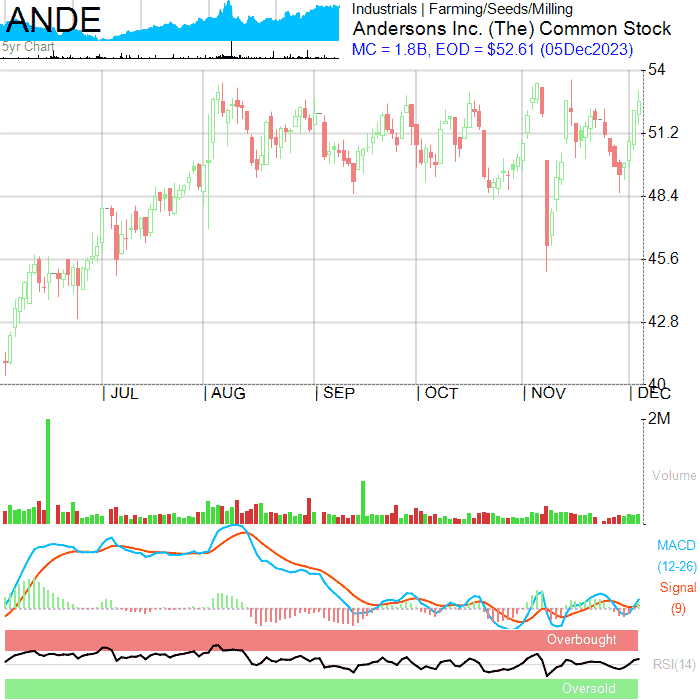 ANDE
5yr Chart
Industrials | Farming/Seeds/Milling
Andersons Inc. (The) Common Stock
MC = 1.8B, EOD = $52.61 (05Dec2023)
54
51.2
48.4
45.6
42.8
40
| JUL | AUG | SEP | OCT | NOV | DEC
2M
Volume
MACD
(12-26)
Signal
(9)
Overbought
RSI(14)
Oversold